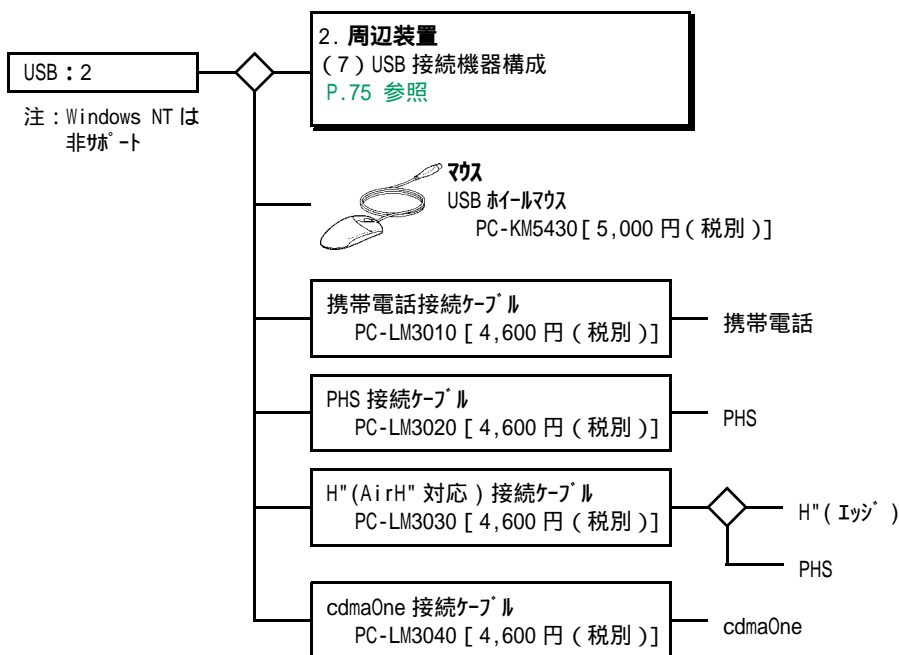 2. 周辺装置
(7)USB 接続機器構成
P.75 参照
USB:2
注:Windows NT は
非ｻﾎﾟｰﾄ
ﾏｳｽ
USB ﾎｲｰﾙﾏｳｽ
PC-KM5430[ 5,000 円(税別)]
携帯電話接続ｹｰﾌﾞﾙ
PC-LM3010 [ 4,600 円(税別)]
携帯電話
PHS 接続ｹｰﾌﾞﾙ
PC-LM3020 [ 4,600 円(税別)]
PHS
H"(AirH" 対応)接続ｹｰﾌﾞﾙ
PC-LM3030 [ 4,600 円(税別)]
H"(ｴｯｼﾞ)
PHS
cdmaOne 接続ｹｰﾌﾞﾙ
PC-LM3040 [ 4,600 円(税別)]
cdmaOne